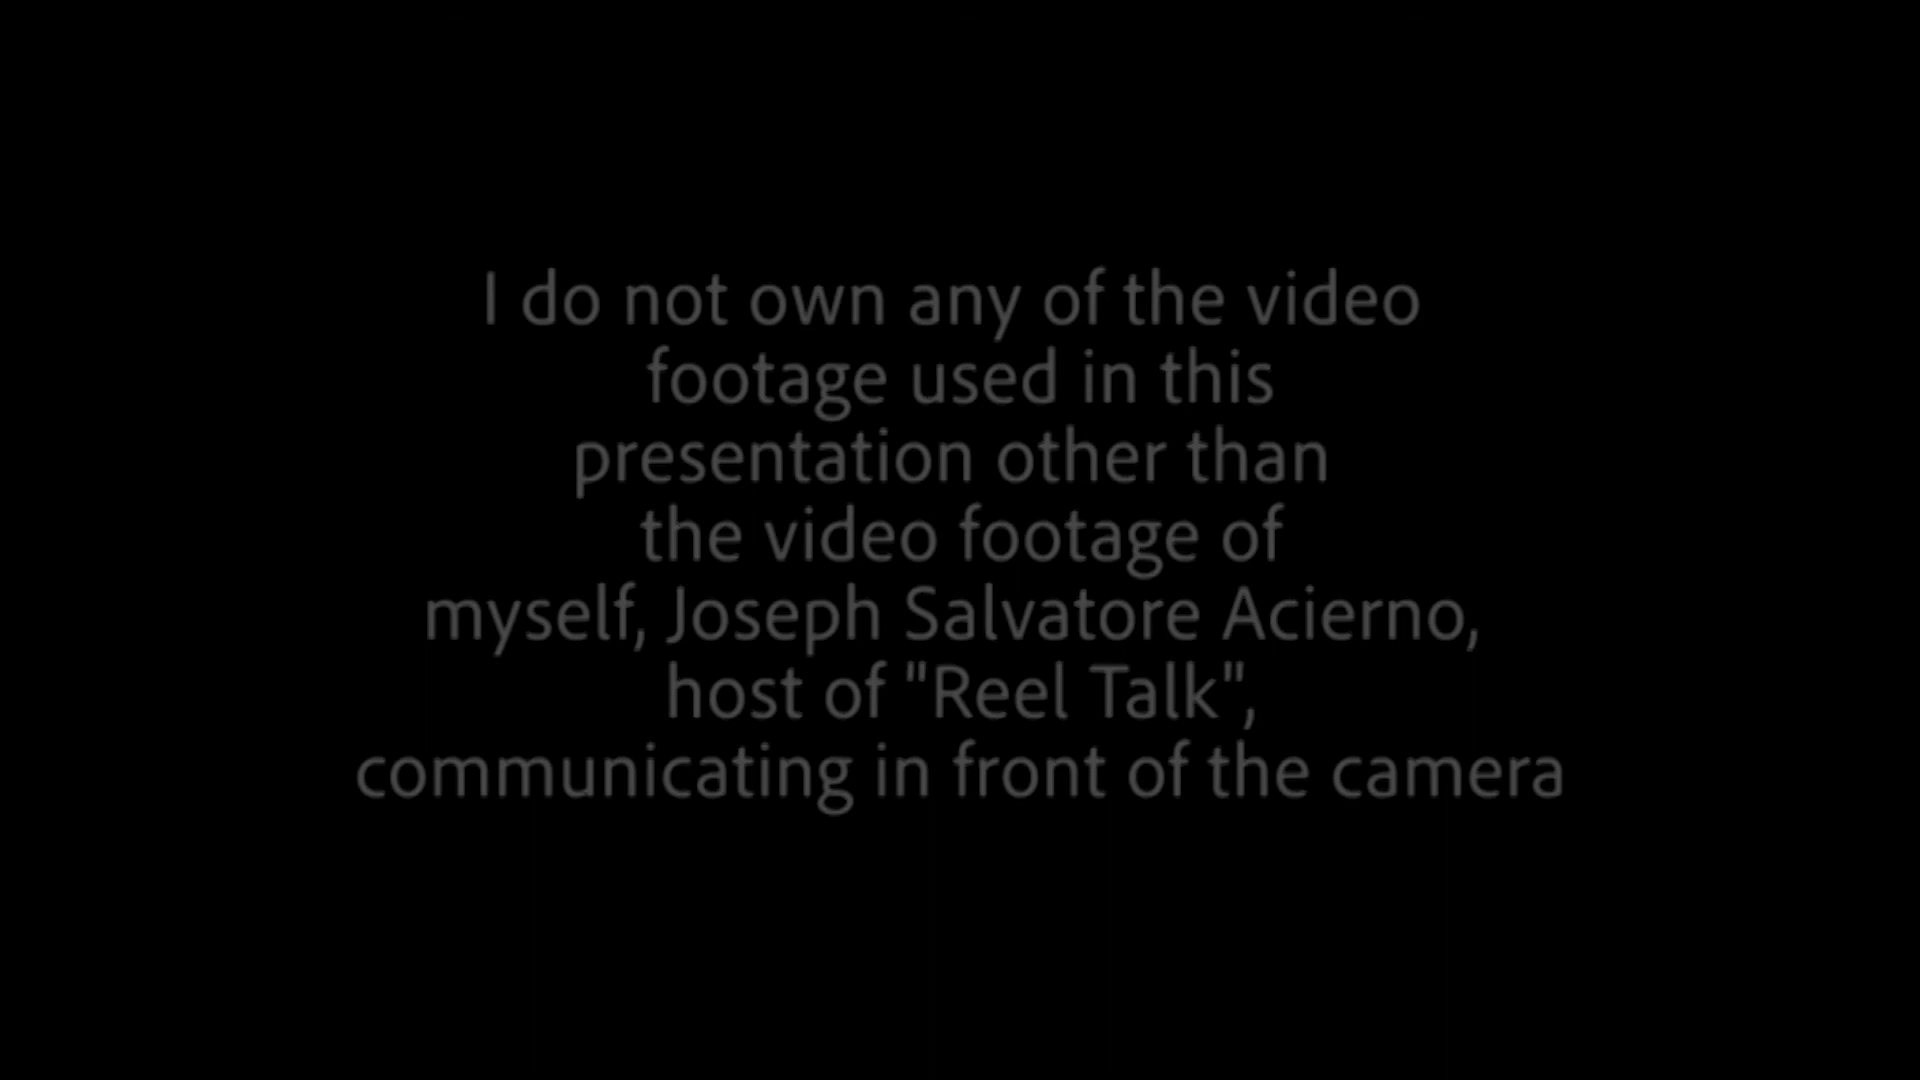 I do not own any of the video
footage used in this
presentation other than
the video footage of
myself, Joseph Salvatore Acierno,
host of "Reel Talk",
communicating in front of the camera